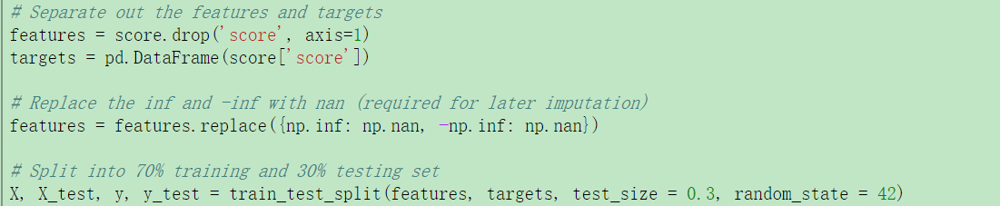 # Separate out the features and targets
features = score.drop('score', axis=1)
targets = pd.DataFrame(score['score'])
# Replace the inf and -inf with nan (required for later imputation)
features = features.replace({np.inf: np.nan, -np.inf: np.nan})
# Split into 70% training and 30% testing set
X, X_test, y, y_test = train_test_split(features, targets, test_size = 0.3, random_state = 42)